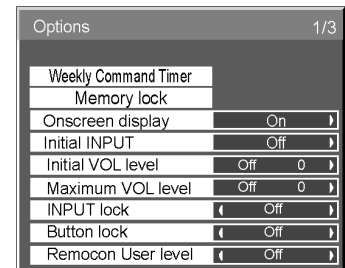 Options 1/3
Weekly Command Timer
Memory lock
Onscreen display On
Initial INPUT Off
Initial VOL level Off 0
Maximum VOL level Off 0
INPUT lock Off
Button lock Off
Remocon User level Off